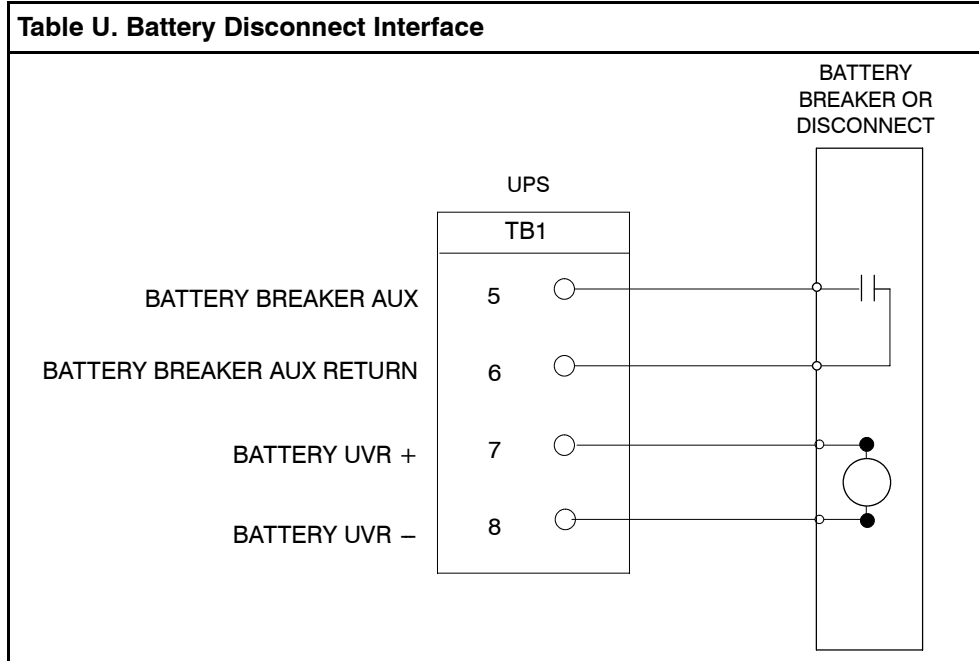 Table U. Battery Disconnect Interface
BATTERY
BREAKER OR
DISCONNECT
UPS
TB1
BATTERY BREAKER AUX 5
BATTERY BREAKER AUX RETURN 6
BATTERY UVR + 7
BATTERY UVR − 8